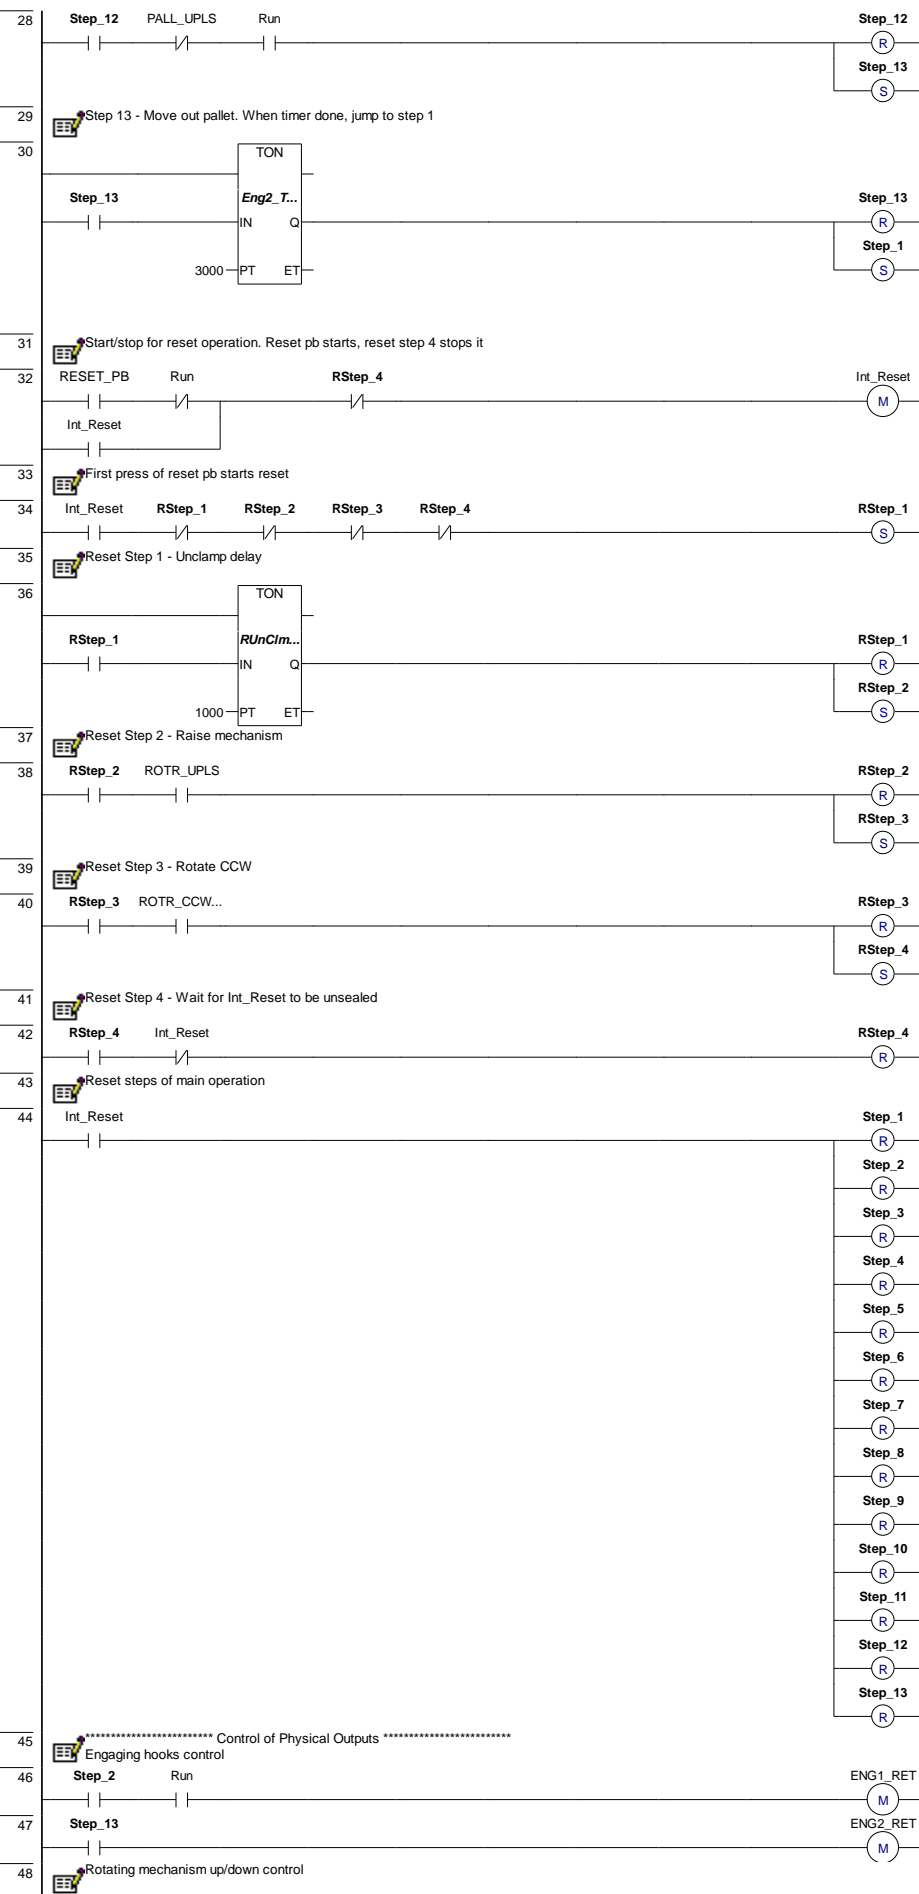 28 Step_12 PALL_UPLS Run Step_12
R
Step_13
S
29 Step 13 - Move out pallet. When timer done, jump to step 1
30 TON
Step_13 Eng2_T... Step_13
IN Q R
Step_1
3000 PT ET S
31 Start/stop for reset operation. Reset pb starts, reset step 4 stops it
32 RESET_PB Run RStep_4 Int_Reset
M
Int_Reset
33 First press of reset pb starts reset
34 Int_Reset RStep_1 RStep_2 RStep_3 RStep_4 RStep_1
S
35 Reset Step 1 - Unclamp delay
36 TON
RStep_1 RUnClm... RStep_1
IN Q R
RStep_2
1000 PT ET S
37 Reset Step 2 - Raise mechanism
38 RStep_2 ROTR_UPLS RStep_2
R
RStep_3
S
39 Reset Step 3 - Rotate CCW
40 RStep_3 ROTR_CCW... RStep_3
R
RStep_4
S
41 Reset Step 4 - Wait for Int_Reset to be unsealed
42 RStep_4 Int_Reset RStep_4
R
43 Reset steps of main operation
44 Int_Reset Step_1
R
Step_2
R
Step_3
R
Step_4
R
Step_5
R
Step_6
R
Step_7
R
Step_8
R
Step_9
R
Step_10
R
Step_11
R
Step_12
R
Step_13
R
45 ************************* Control of Physical Outputs *************************
Engaging hooks control
46 Step_2 Run ENG1_RET
M
47 Step_13 ENG2_RET
M
48 Rotating mechanism up/down control